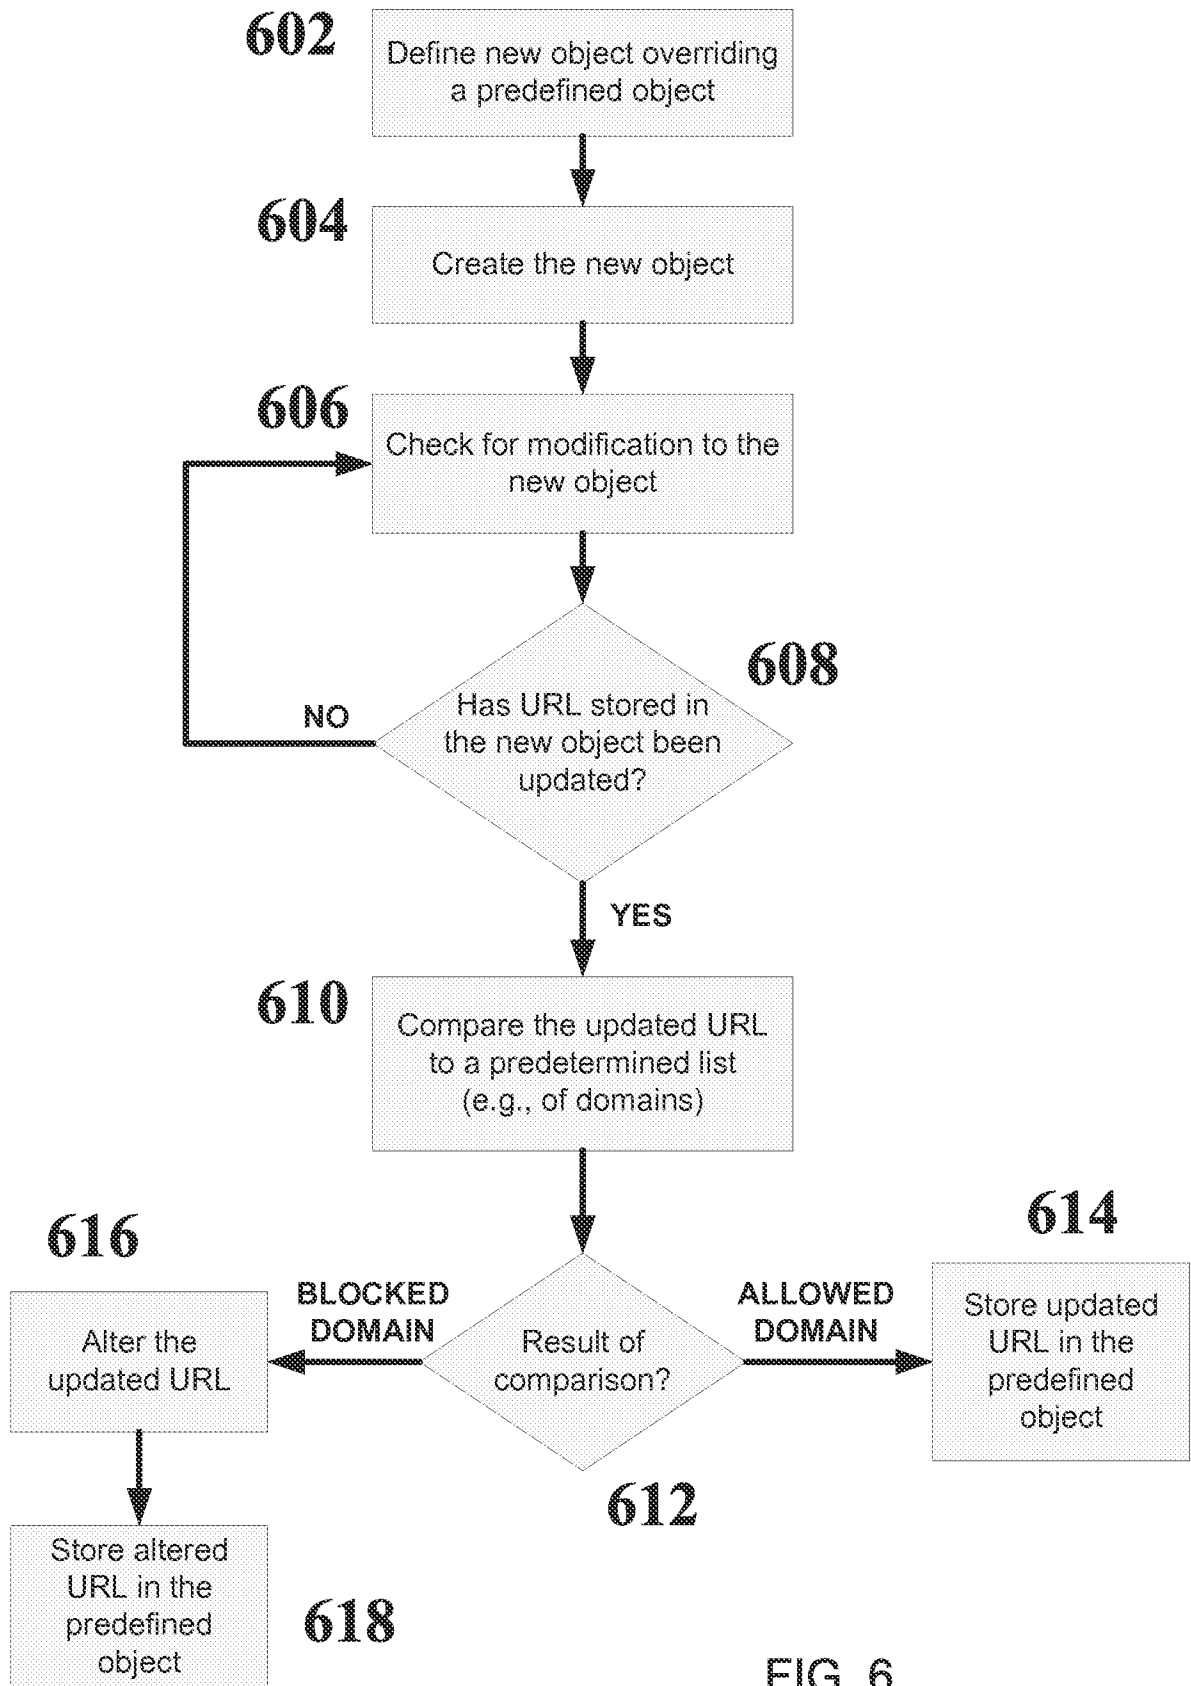 602
Define new object overriding
a predefined object
604
Create the new object
606
Check for modification to the
new object
608
Has URL stored in
the new object been
updated?
NO
YES
610
Compare the updated URL
to a predetermined list
(e.g., of domains)
616
614
BLOCKED
DOMAIN
ALLOWED
DOMAIN
Alter the
updated URL
Result of
comparison?
Store updated
URL in the
predefined
object
612
Store altered
URL in the
predefined
object
618
FIG. 6